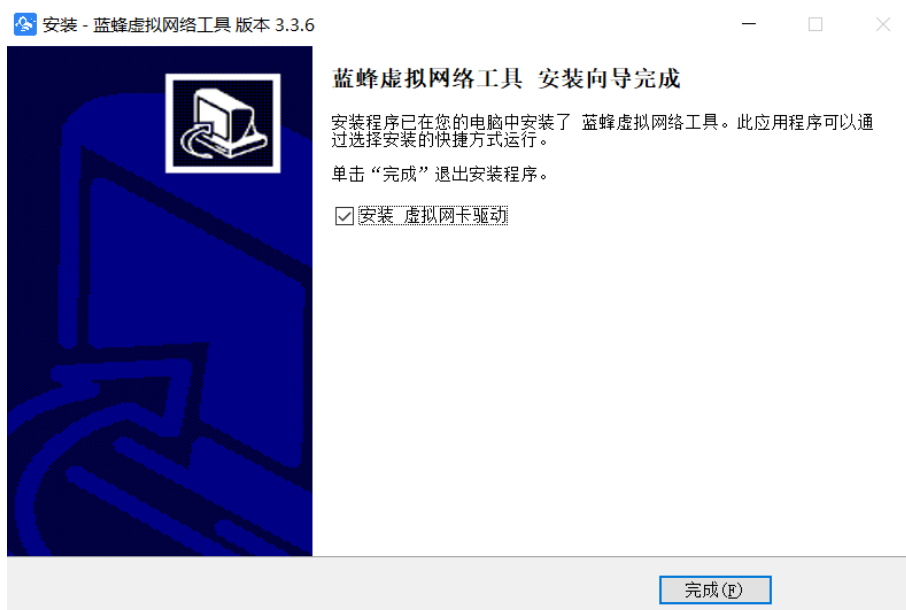 安装 - 蓝蜂虚拟网络工具 版本 3.3.6
蓝蜂虚拟网络工具 安装向导完成
安装程序已在您的电脑中安装了 蓝蜂虚拟网络工具。此应用程序可以通
过选择安装的快捷方式运行。
单击“完成”退出安装程序。
安装 虚拟网卡驱动
完成(F)